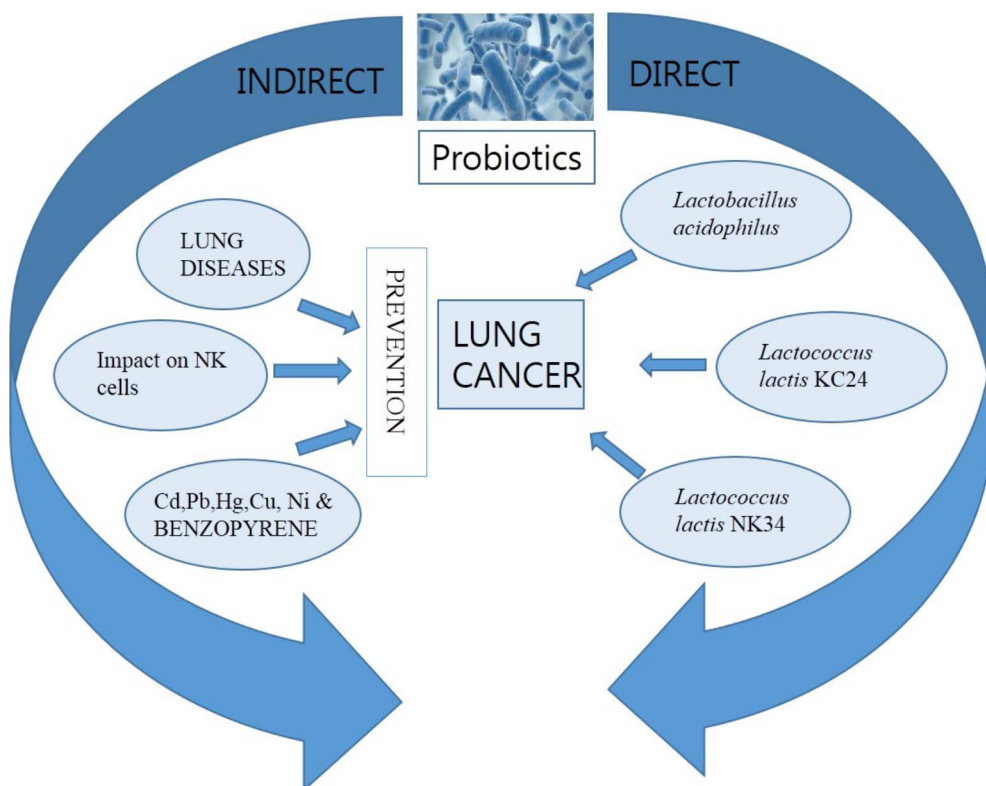 INDIRECT
DIRECT
Probiotics
LUNG
DISEASES
Impact on NK
cells
Cd,Pb,Hg,Cu, Ni &
BENZOPYRENE
PREVENTION
LUNG
CANCER
Lactobacillus
acidophilus
Lactococcus
lactis KC24
Lactococcus
lactis NK34